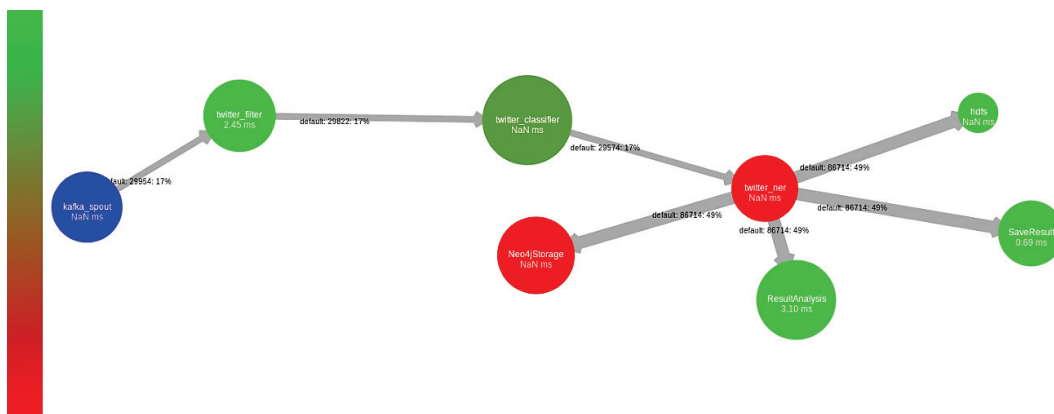 twitter_filter
2.45 ms
default: 29822: 17%
twitter_classifier
NaN ms
default: 29574: 17%
hdfs
NaN ms
default: 86714: 49%
fault: 29954: 17%
kafka_spout
NaN ms
twitter_ner
NaN ms
default: 86714: 49%
default: 86714: 49%
default: 86714: 49%
SaveResult
0.69 ms
Neo4jStorage
NaN ms
ResultAnalysis
3.10 ms